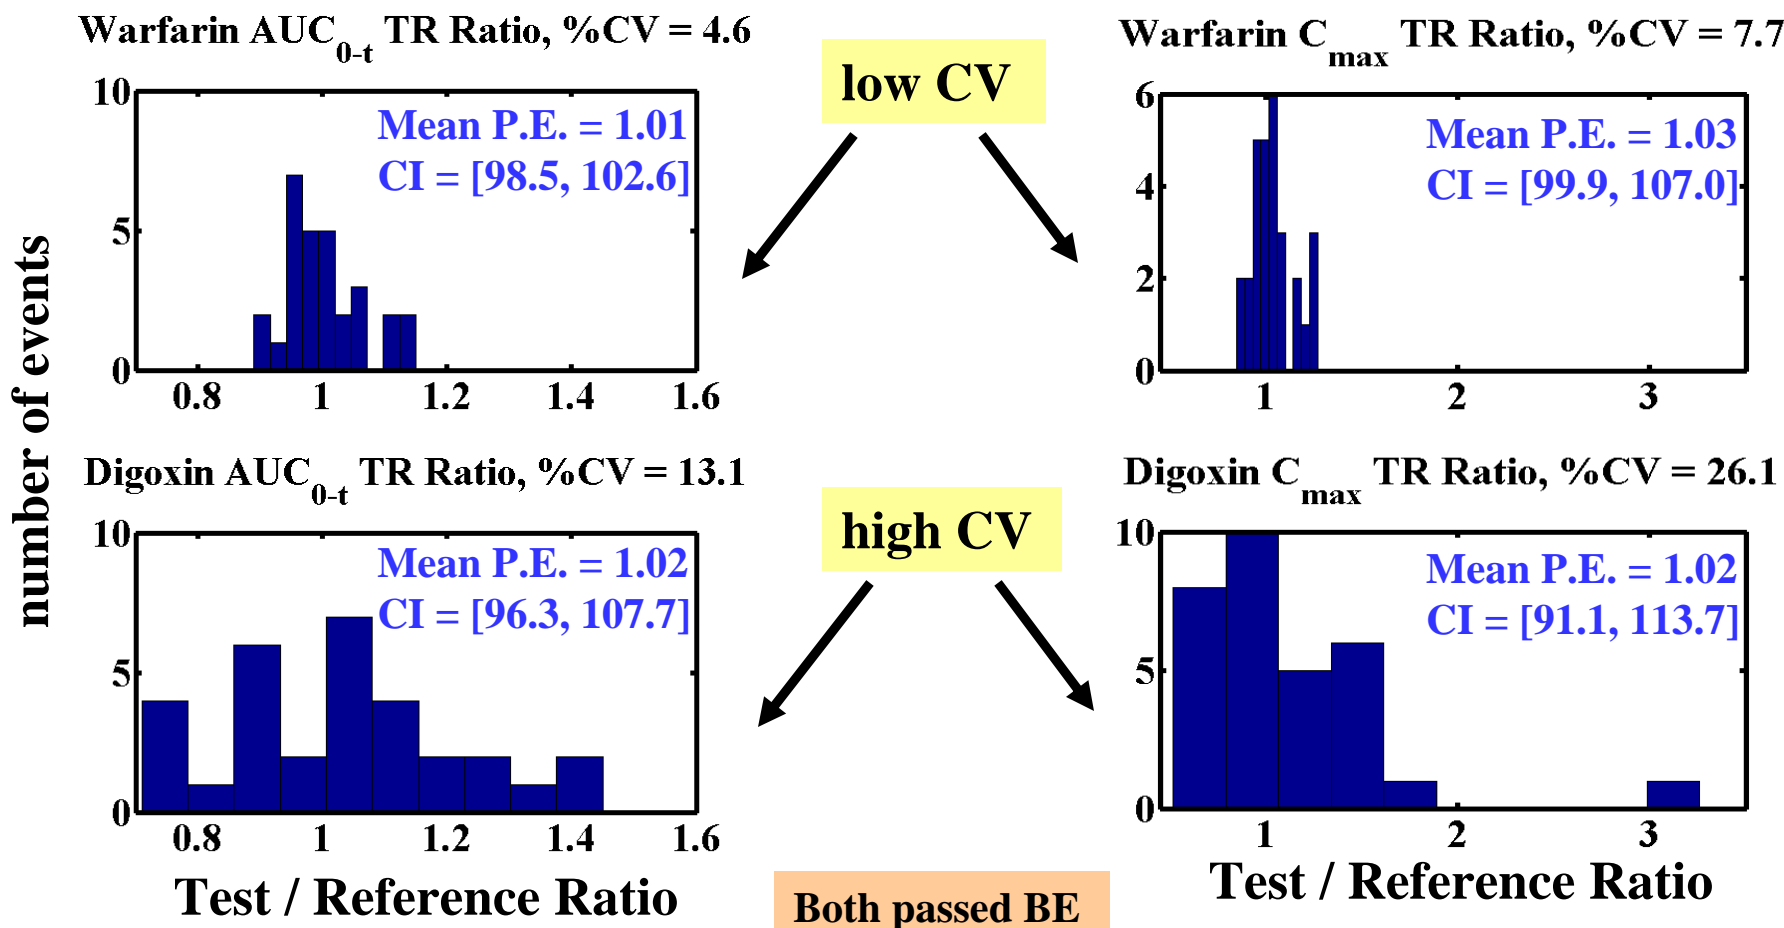 Warfarin AUC0-t TR Ratio, %CV = 4.6
10
5
0
Mean P.E. = 1.01
CI = [98.5, 102.6]
0.8 1 1.2 1.4 1.6
low CV
Warfarin Cmax TR Ratio, %CV = 7.7
6
4
2
0
Mean P.E. = 1.03
CI = [99.9, 107.0]
1 2 3
number of events
Digoxin AUC0-t TR Ratio, %CV = 13.1
10
5
0
Mean P.E. = 1.02
CI = [96.3, 107.7]
0.8 1 1.2 1.4 1.6
Test / Reference Ratio
high CV
Digoxin Cmax TR Ratio, %CV = 26.1
10
5
0
Mean P.E. = 1.02
CI = [91.1, 113.7]
1 2 3
Test / Reference Ratio
Both passed BE